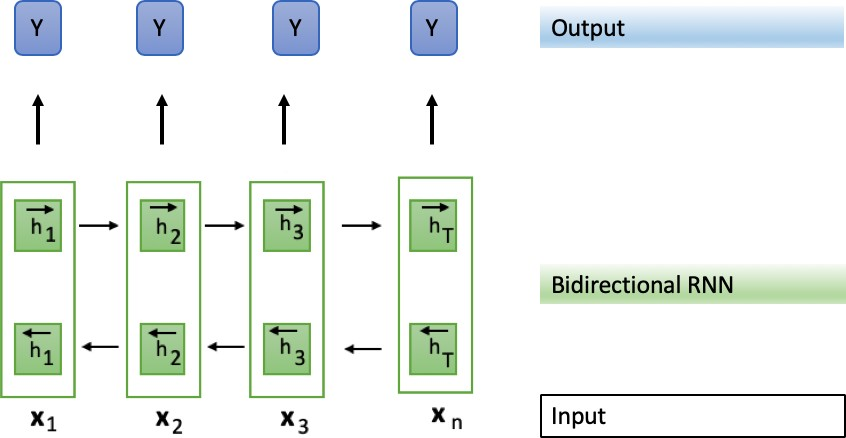 Y Y Y Y Output
h1 h2 h3 hT
Bidirectional RNN
h1 h2 h3 hT
x1 x2 x3 xn Input